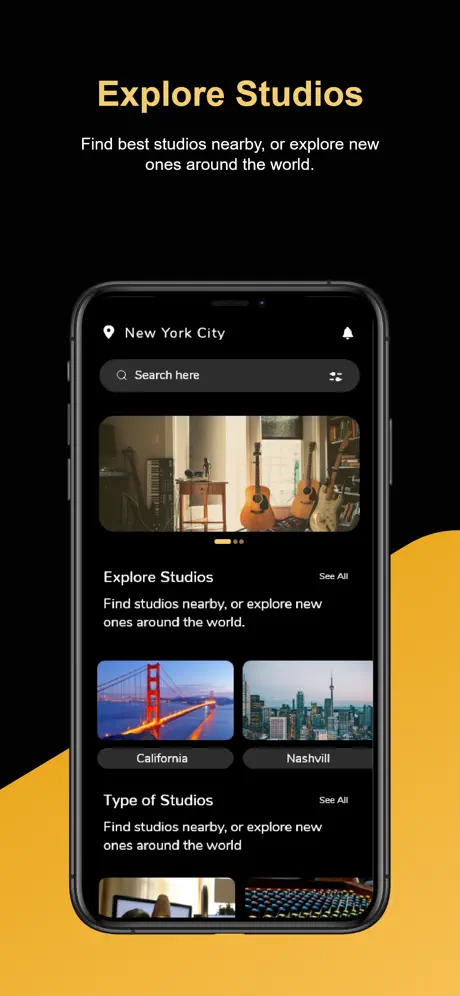 Explore Studios
Find best studios nearby, or explore new
ones around the world.
New York City
Search here
Explore Studios
See All
Find studios nearby, or explore new
ones around the world.
California
Nashvill
Type of Studios
See All
Find studios nearby, or explore new
ones around the world